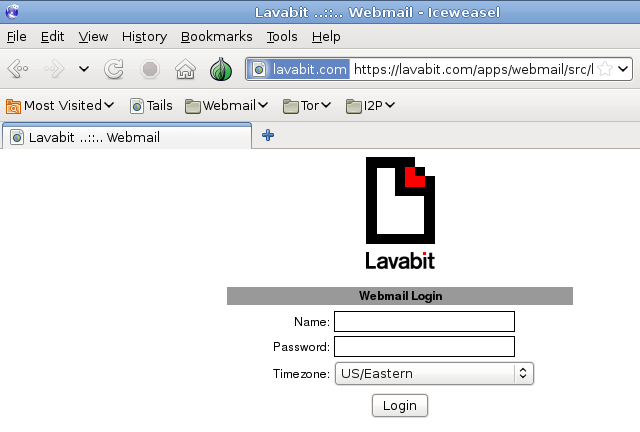 Lavabit ..::.. Webmail - Iceweasel
File Edit View History Bookmarks Tools Help
lavabit.com https://lavabit.com/apps/webmail/src/l
Most Visited Tails Webmail Tor I2P
Lavabit ..::.. Webmail
Lavabit
Webmail Login
Name:
Password:
Timezone: US/Eastern
Login